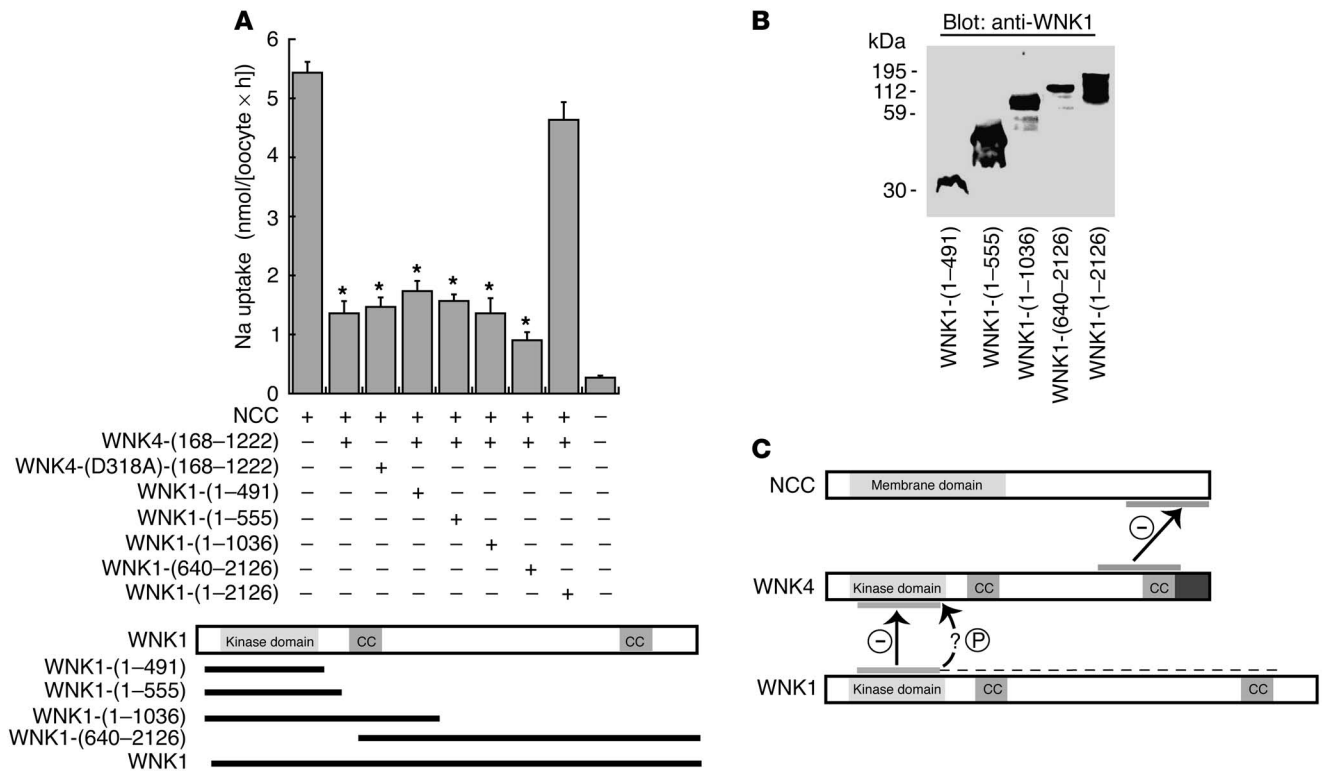 A
Na uptake (nmol/[oocyte × h])
6
5
4
3
2
1
0
* * * * * *
NCC + + + + + + + + –
WNK4-(168–1222) – + – + + + + + –
WNK4-(D318A)-(168–1222) – – + – – – – – –
WNK1-(1–491) – – – + – – – – –
WNK1-(1–555) – – – – + – – – –
WNK1-(1–1036) – – – – – + – – –
WNK1-(640–2126) – – – – – – + – –
WNK1-(1–2126) – – – – – – – + –
WNK1 Kinase domain CC CC
WNK1-(1–491)
WNK1-(1–555)
WNK1-(1–1036)
WNK1-(640–2126)
WNK1
B
Blot: anti-WNK1
kDa
195 -
112 -
59 -
30 -
WNK1-(1–491)
WNK1-(1–555)
WNK1-(1–1036)
WNK1-(640–2126)
WNK1-(1–2126)
C
NCC Membrane domain
–
WNK4 Kinase domain CC CC
– ? P
WNK1 Kinase domain CC CC